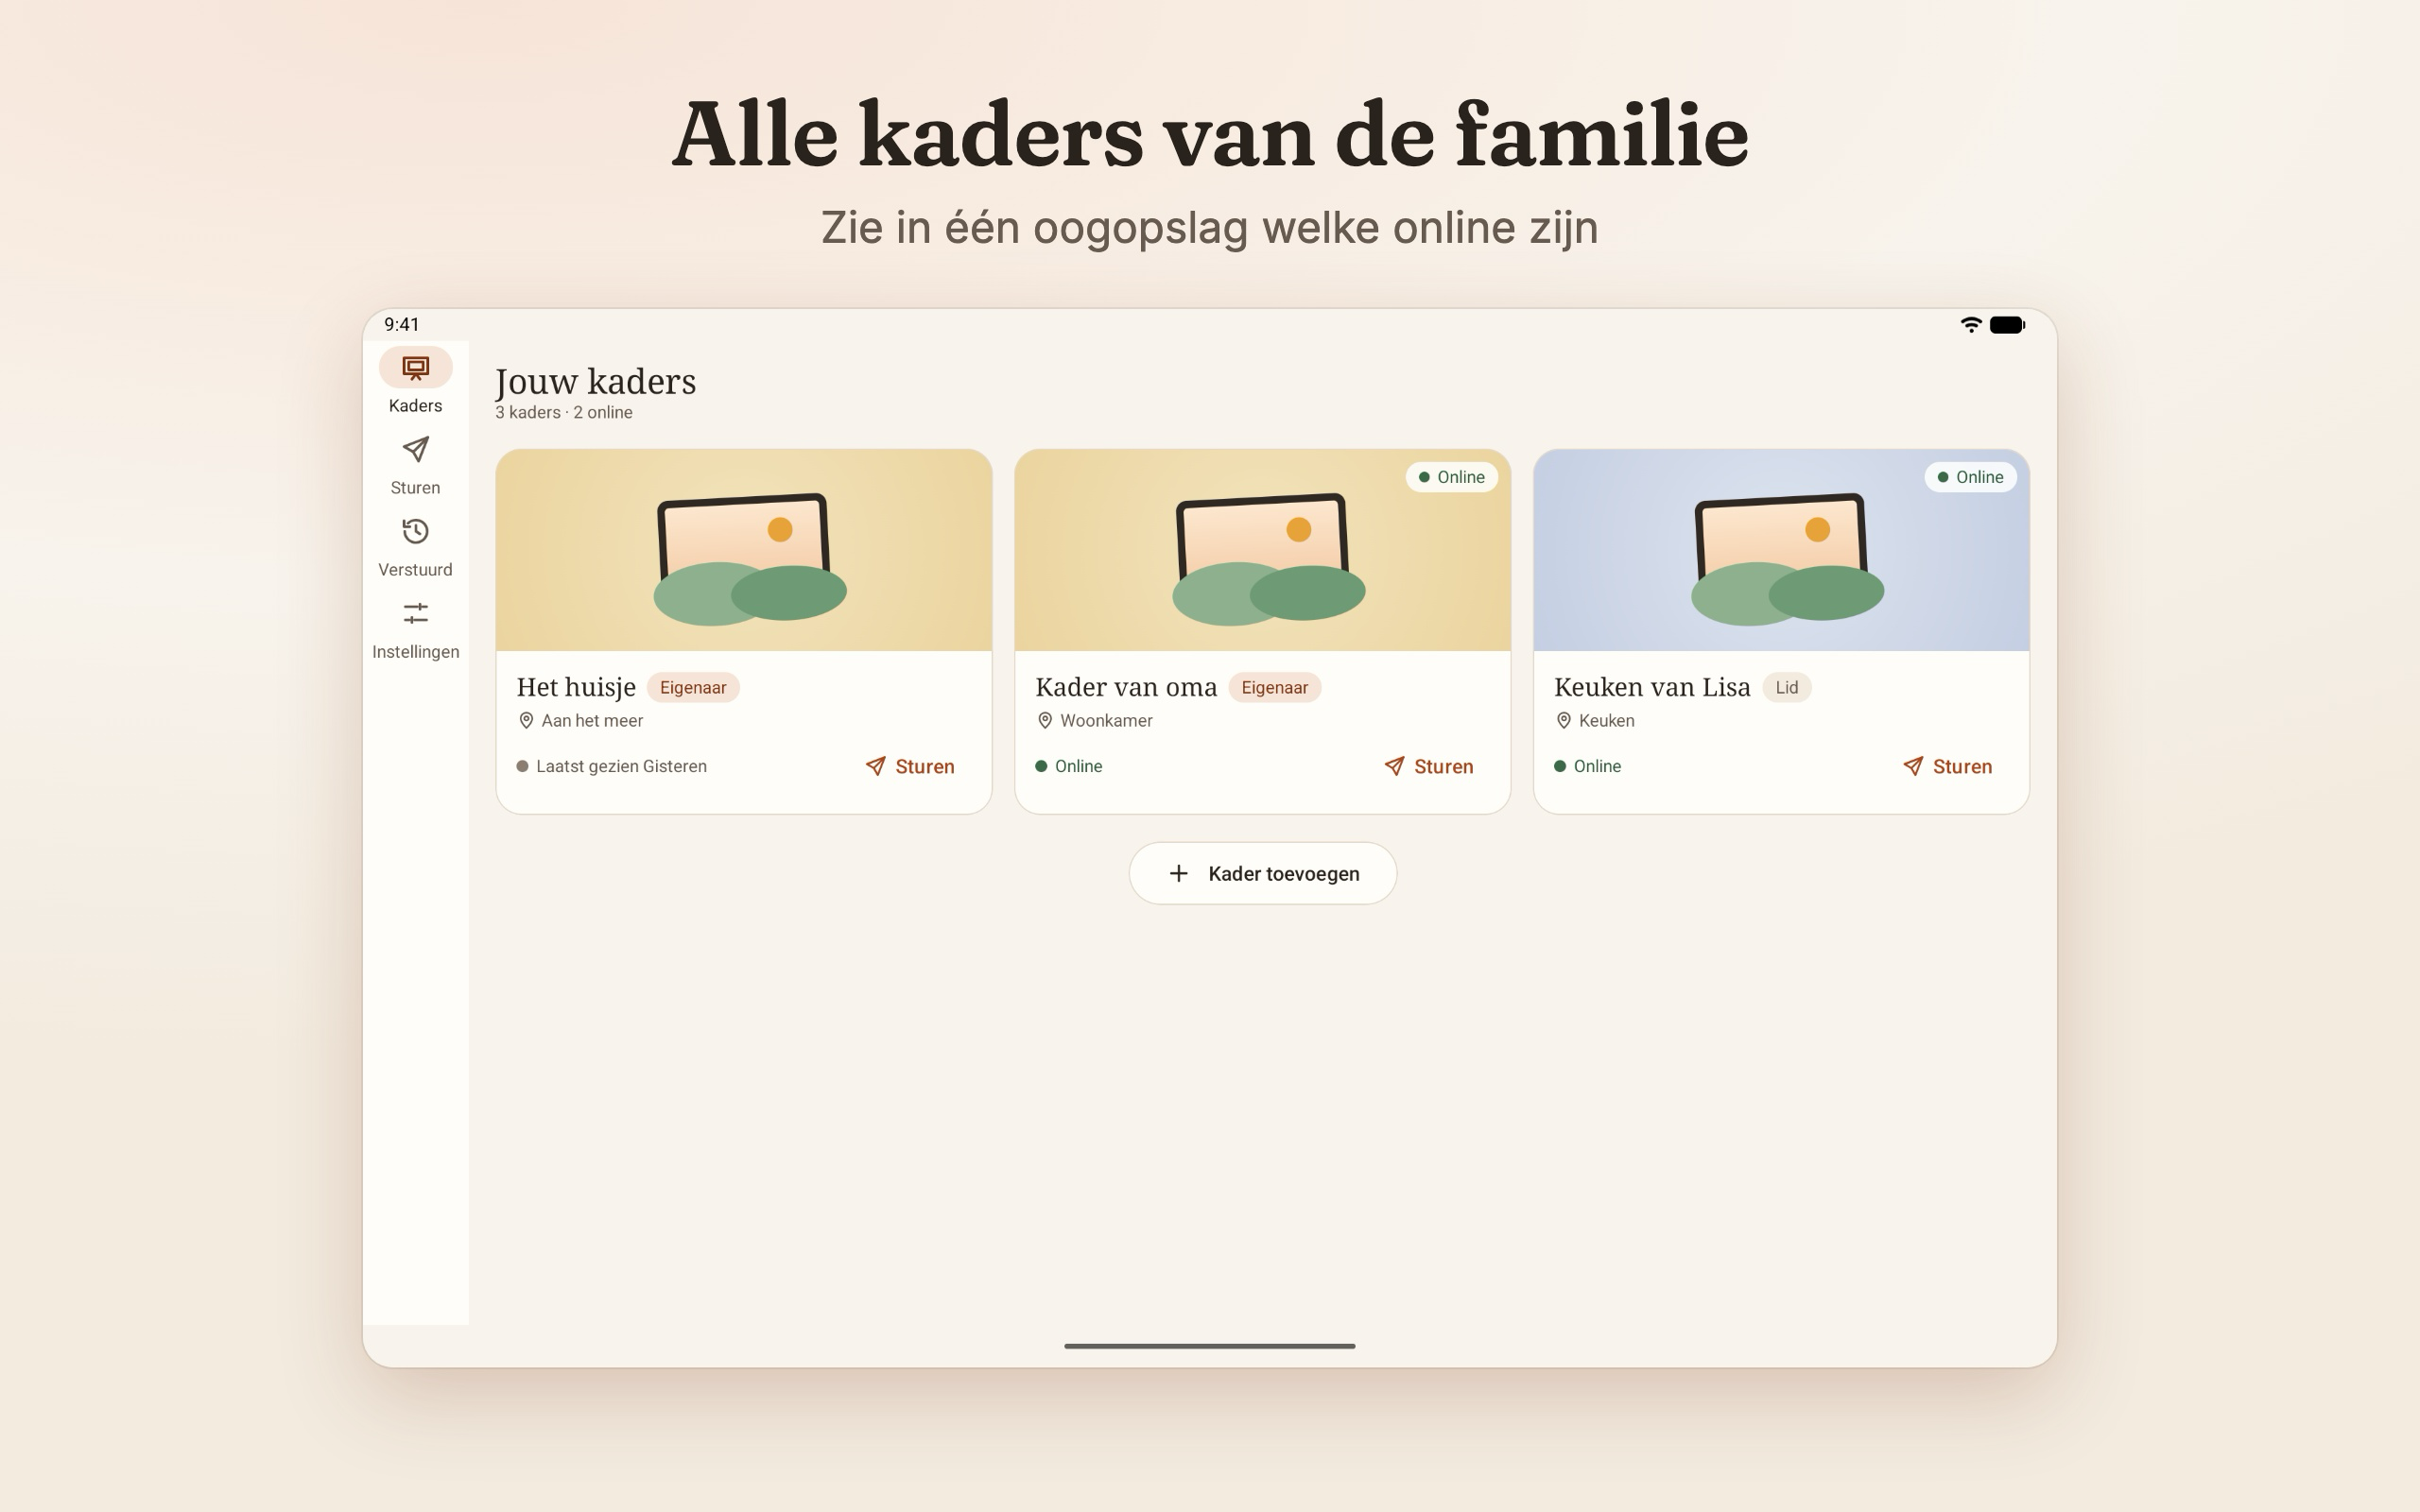 Alle kaders van de familie
Zie in één oogopslag welke online zijn
9:41
Kaders
Sturen
Verstuurd
Instellingen
Jouw kaders
3 kaders · 2 online
Het huisje
Eigenaar
Aan het meer
Laatst gezien Gisteren
Sturen
Online
Kader van oma
Eigenaar
Woonkamer
Online
Sturen
Online
Keuken van Lisa
Lid
Keuken
Online
Sturen
Kader toevoegen